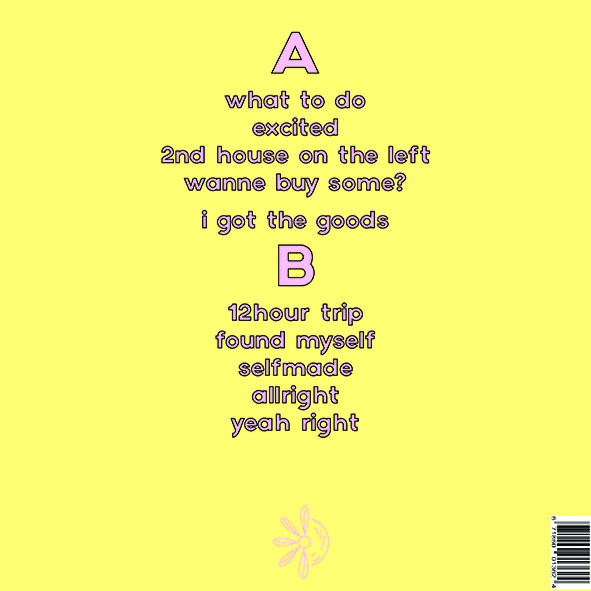 A
what to do
excited
2nd house on the left
wanne buy some?
i got the goods
B
12hour trip
found myself
selfmade
allright
yeah right